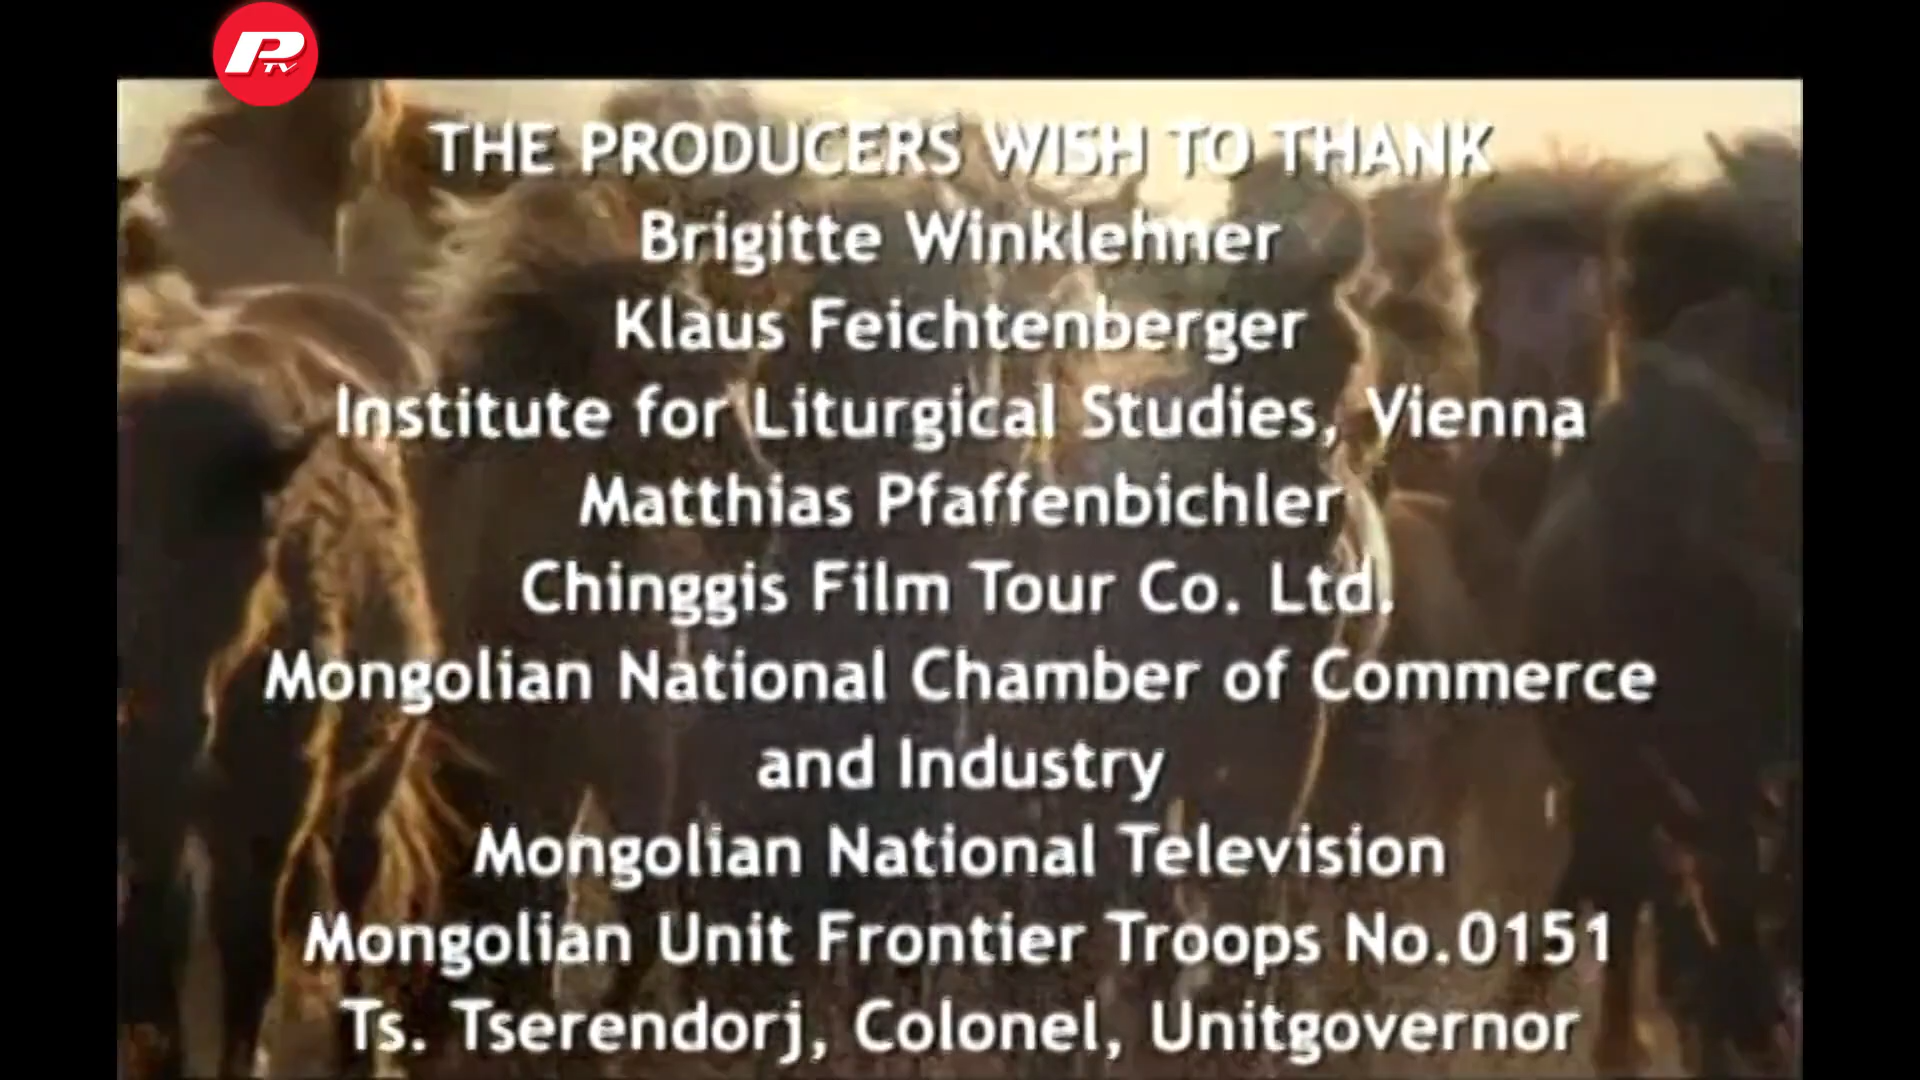 P TV
THE PRODUCERS WISH TO THANK
Brigitte Winklehner
Klaus Feichtenberger
Institute for Liturgical Studies, Vienna
Matthias Pfaffenbichler
Chinggis Film Tour Co. Ltd.
Mongolian National Chamber of Commerce
and Industry
Mongolian National Television
Mongolian Unit Frontier Troops No.0151
Ts. Tserendorj, Colonel, Unitgovernor